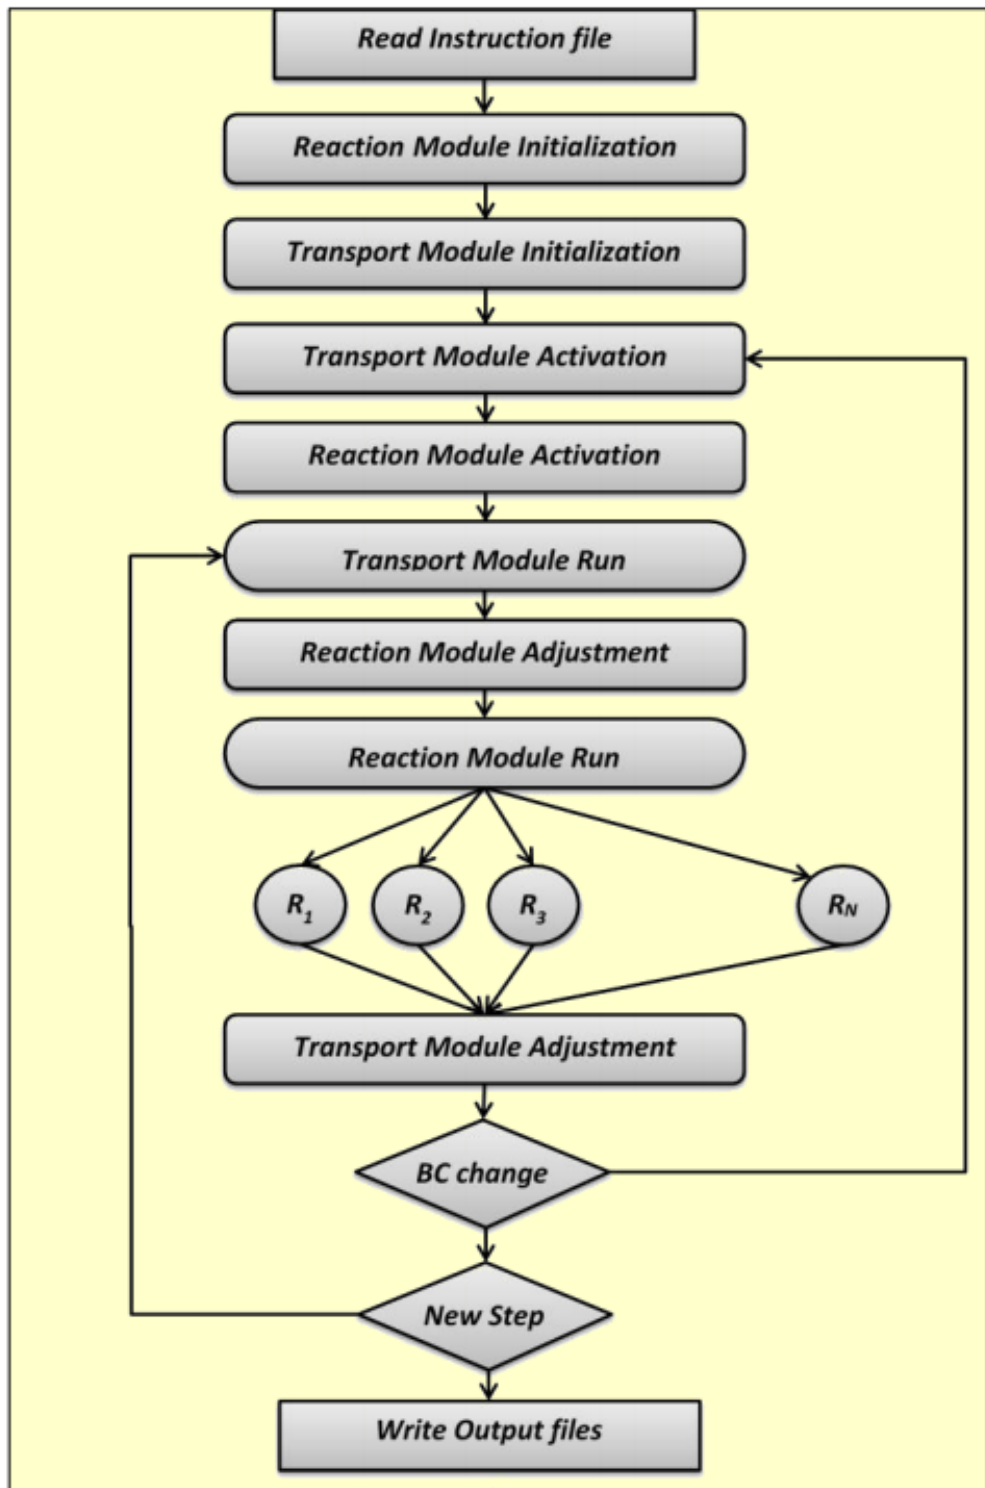 Read Instruction file
Reaction Module Initialization
Transport Module Initialization
Transport Module Activation
Reaction Module Activation
Transport Module Run
Reaction Module Adjustment
Reaction Module Run
R1 R2 R3 RN
Transport Module Adjustment
BC change
New Step
Write Output files